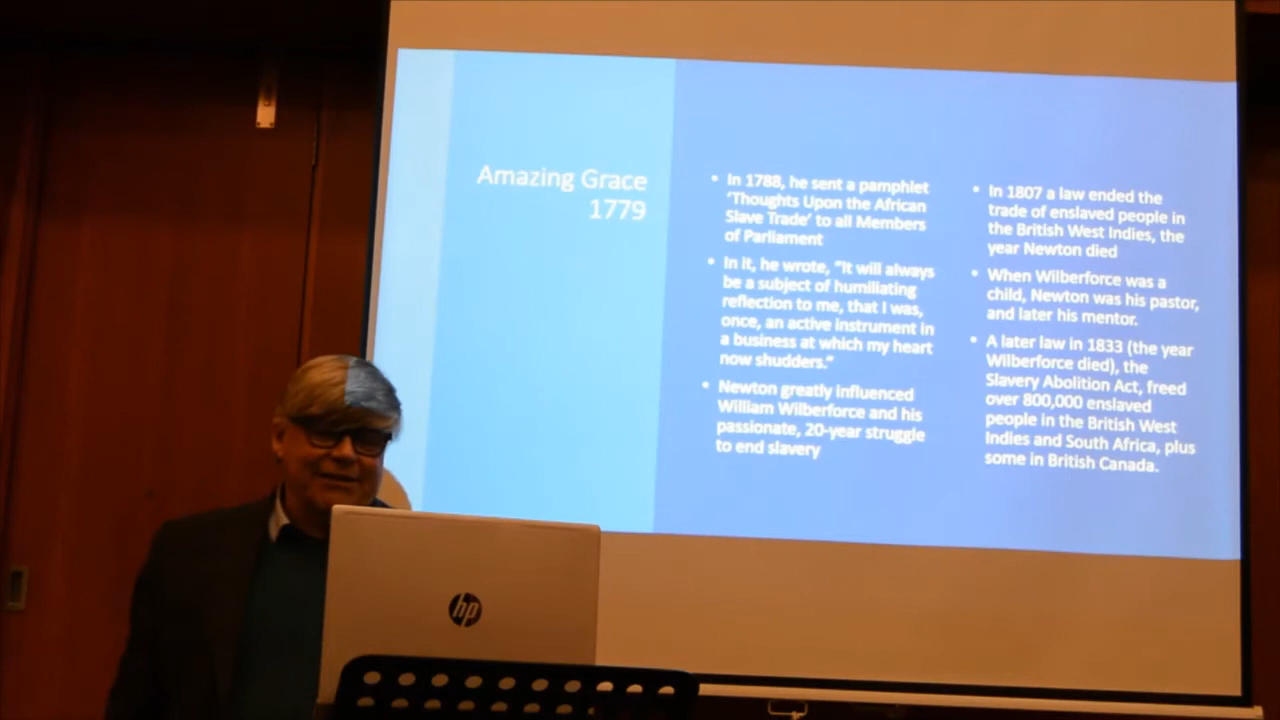 Amazing Grace
1779
• In 1788, he sent a pamphlet
‘Thoughts Upon the African
Slave Trade’ to all Members
of Parliament
• In it, he wrote, “It will always
be a subject of humiliating
reflection to me, that I was,
once, an active instrument in
a business at which my heart
now shudders.”
• Newton greatly influenced
William Wilberforce and his
passionate, 20-year struggle
to end slavery
• In 1807 a law ended the
trade of enslaved people in
the British West Indies, the
year Newton died
• When Wilberforce was a
child, Newton was his pastor,
and later his mentor.
• A later law in 1833 (the year
Wilberforce died), the
Slavery Abolition Act, freed
over 800,000 enslaved
people in the British West
Indies and South Africa, plus
some in British Canada.
hp